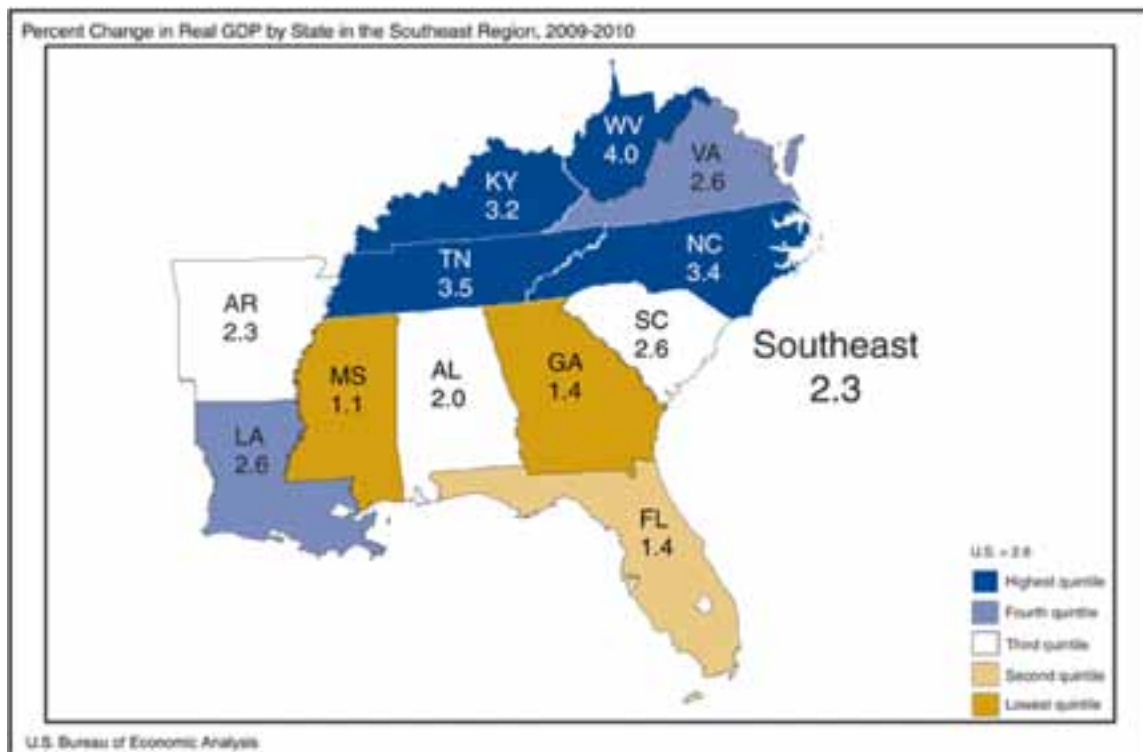 Percent Change in Real GDP by State in the Southeast Region, 2009-2010
WV
4.0
VA
2.6
KY
3.2
NC
3.4
TN
3.5
AR
2.3
SC
2.6
Southeast
2.3
MS
1.1
AL
2.0
GA
1.4
LA
2.6
FL
1.4
U.S. = 2.6
Highest quintile
Fourth quintile
Third quintile
Second quintile
Lowest quintile
U.S. Bureau of Economic Analysis